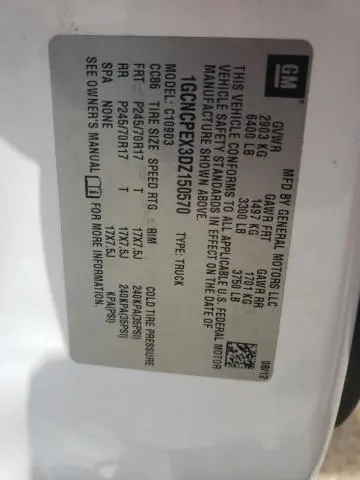 GM
MFD BY GENERAL MOTORS LLC
08/12
GVWR GAWR FRT GAWR RR
2903 KG 1497 KG 1701 KG
6400 LB 3300 LB 3750 LB
THIS VEHICLE CONFORMS TO ALL APPLICABLE U.S. FEDERAL MOTOR
VEHICLE SAFETY STANDARDS IN EFFECT ON THE DATE OF
MANUFACTURE SHOWN ABOVE.
1GCNCPEX3DZ150570 TYPE: TRUCK
MODEL: C10903
CC86 TIRE SIZE SPEED RTG RIM COLD TIRE PRESSURE
FRT P245/70R17 T 17X7.5J 240KPA(35PSI)
RR P245/70R17 T 17X7.5J 240KPA(35PSI)
SPA NONE KPA(PSI)
SEE OWNER'S MANUAL FOR MORE INFORMATION.